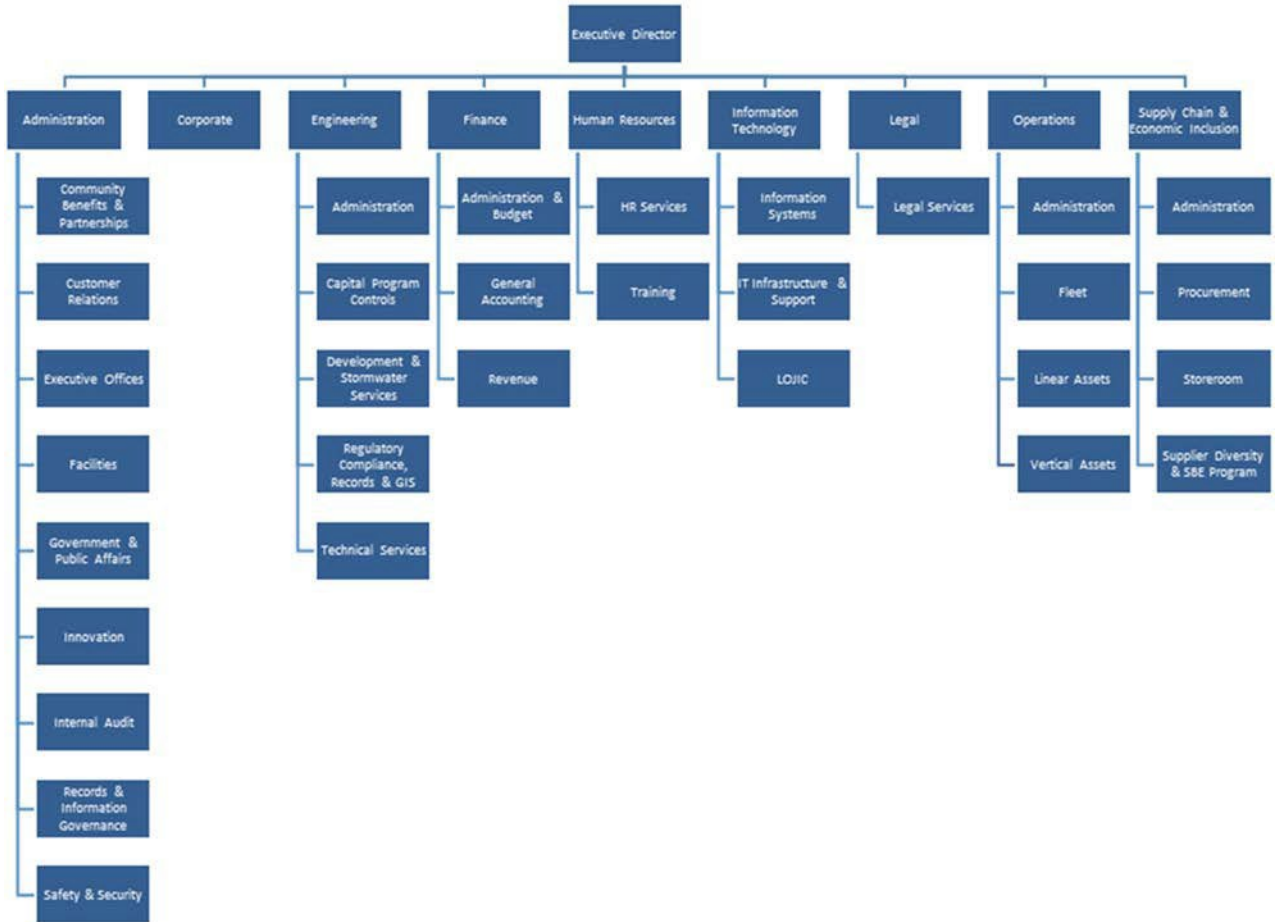 Executive Director
Administration
Corporate
Engineering
Finance
Human Resources
Information
Technology
Legal
Operations
Supply Chain &
Economic Inclusion
Community
Benefits &
Partnerships
Customer
Relations
Executive Offices
Facilities
Government &
Public Affairs
Innovation
Internal Audit
Records &
Information
Governance
Safety & Security
Administration
Capital Program
Controls
Development &
Stormwater
Services
Regulatory
Compliance,
Records & GIS
Technical Services
Administration &
Budget
General
Accounting
Revenue
HR Services
Training
Information
Systems
IT Infrastructure &
Support
LOJIC
Legal Services
Administration
Fleet
Linear Assets
Vertical Assets
Administration
Procurement
Storeroom
Supplier Diversity
& SBE Program